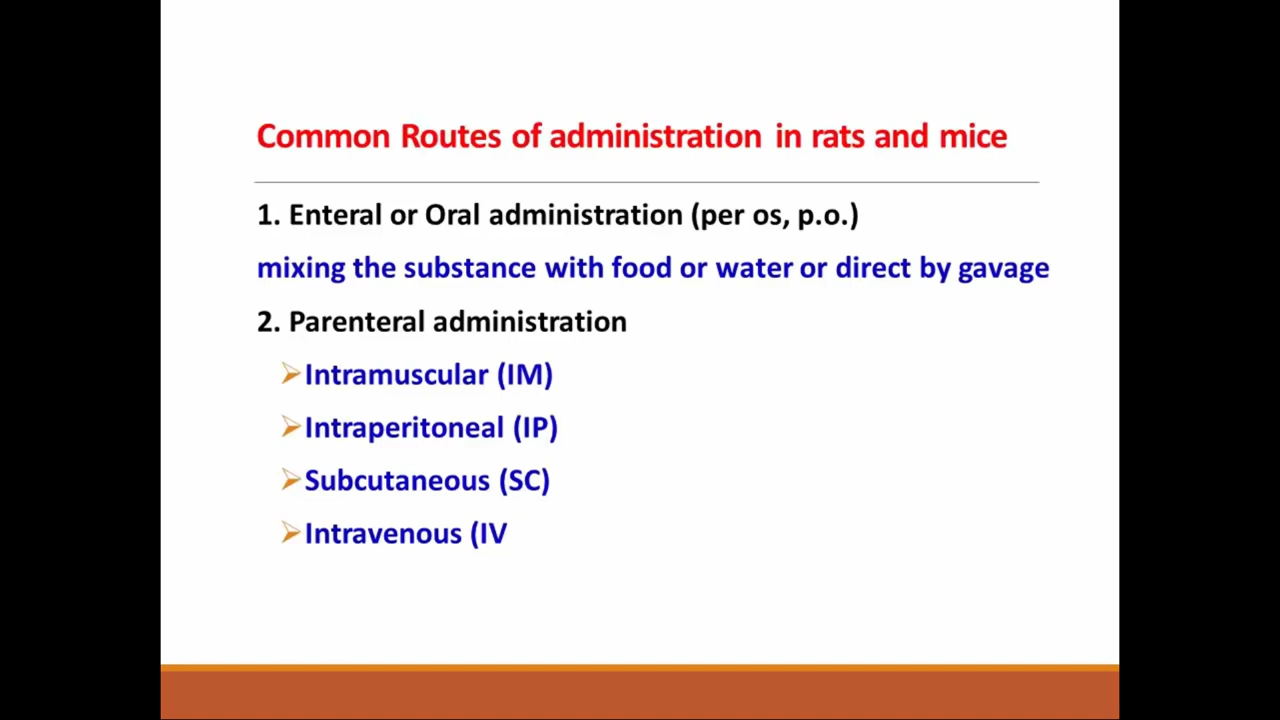 Common Routes of administration in rats and mice
1. Enteral or Oral administration (per os, p.o.)
mixing the substance with food or water or direct by gavage
2. Parenteral administration
Intramuscular (IM)
Intraperitoneal (IP)
Subcutaneous (SC)
Intravenous (IV